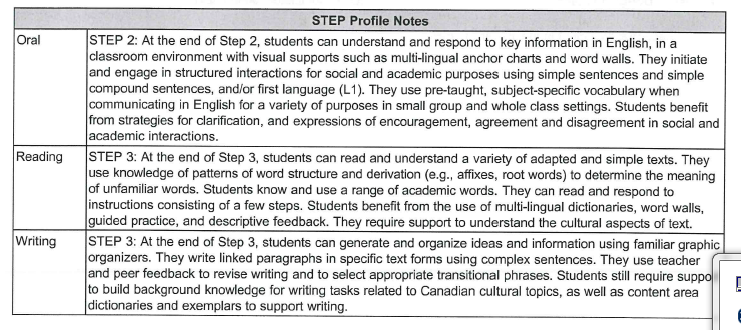 STEP Profile Notes
Oral
STEP 2: At the end of Step 2, students can understand and respond to key information in English, in a
classroom environment with visual supports such as multi-lingual anchor charts and word walls. They initiate
and engage in structured interactions for social and academic purposes using simple sentences and simple
compound sentences, and/or first language (L1). They use pre-taught, subject-specific vocabulary when
communicating in English for a variety of purposes in small group and whole class settings. Students benefit
from strategies for clarification, and expressions of encouragement, agreement and disagreement in social and
academic interactions.
Reading
STEP 3: At the end of Step 3, students can read and understand a variety of adapted and simple texts. They
use knowledge of patterns of word structure and derivation (e.g., affixes, root words) to determine the meaning
of unfamiliar words. Students know and use a range of academic words. They can read and respond to
instructions consisting of a few steps. Students benefit from the use of multi-lingual dictionaries, word walls,
guided practice, and descriptive feedback. They require support to understand the cultural aspects of text.
Writing
STEP 3: At the end of Step 3, students can generate and organize ideas and information using familiar graphic
organizers. They write linked paragraphs in specific text forms using complex sentences. They use teacher
and peer feedback to revise writing and to select appropriate transitional phrases. Students still require suppo
to build background knowledge for writing tasks related to Canadian cultural topics, as well as content area
dictionaries and exemplars to support writing.